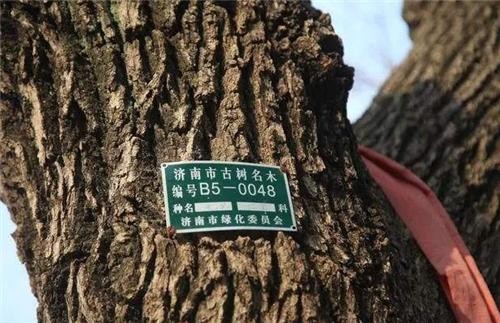 济南市古树名木
编号B5-0048
种名 科
济南市绿化委员会